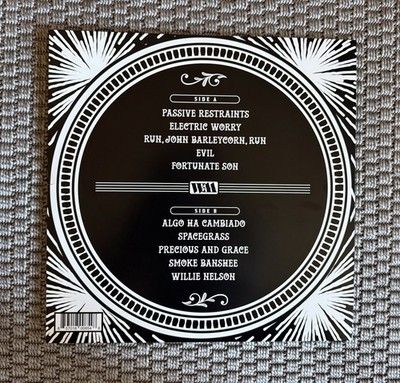 SIDE A
PASSIVE RESTRAINTS
ELECTRIC WORRY
RUN, JOHN BARLEYCORN, RUN
EVIL
FORTUNATE SON
SIDE B
ALGO HA CAMBIADO
SPACEGRASS
PRECIOUS AND GRACE
SMOKE BANSHEE
WILLIE NELSON